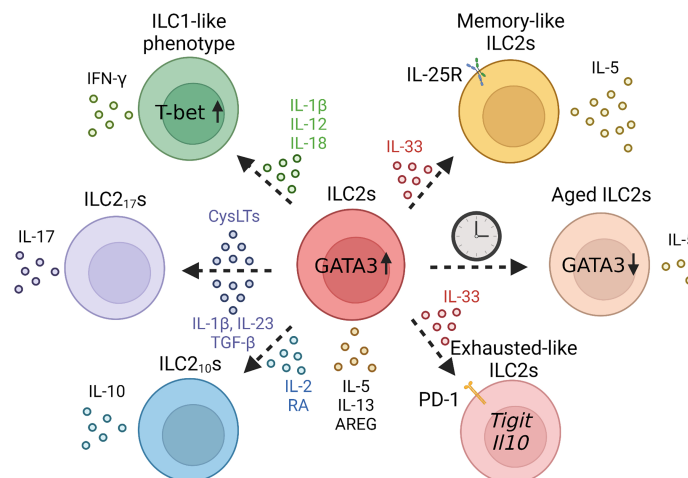 ILC1-like
phenotype
IFN-γ
T-bet
IL-1β
IL-12
IL-18
Memory-like
ILC2s
IL-25R
IL-5
IL-33
ILC2₁₇s
IL-17
CysLTs
IL-1β, IL-23
TGF-β
ILC2s
GATA3
Aged ILC2s
GATA3
ILC2₁₀s
IL-10
IL-2
RA
IL-5
IL-13
AREG
IL-33
Exhausted-like
ILC2s
PD-1
Tigit
Il10